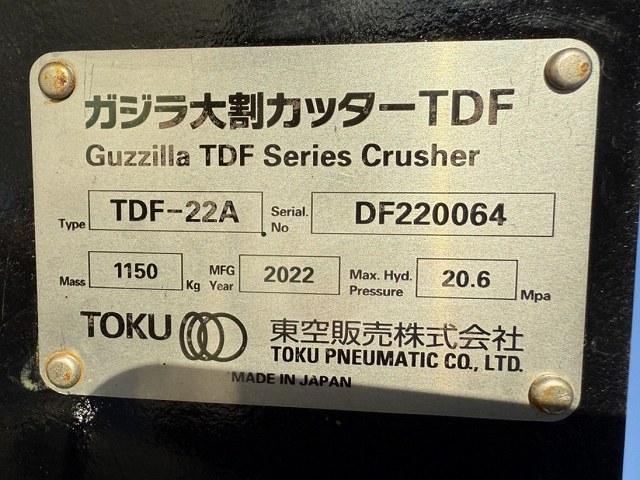 ガジラ大割カッターTDF
Guzzilla TDF Series Crusher
Type TDF-22A Serial. No DF220064
Mass 1150 Kg MFG Year 2022 Max. Hyd. Pressure 20.6 Mpa
TOKU 東空販売株式会社
TOKU PNEUMATIC CO., LTD.
MADE IN JAPAN